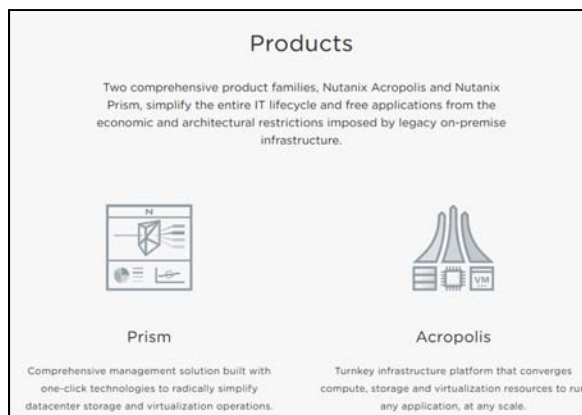 Products
Two comprehensive product families, Nutanix Acropolis and Nutanix
Prism, simplify the entire IT lifecycle and free applications from the
economic and architectural restrictions imposed by legacy on-premise
infrastructure.
N
VM
Prism
Acropolis
Comprehensive management solution built with
one-click technologies to radically simplify
datacenter storage and virtualization operations.
Turnkey infrastructure platform that converges
compute, storage and virtualization resources to run
any application, at any scale.